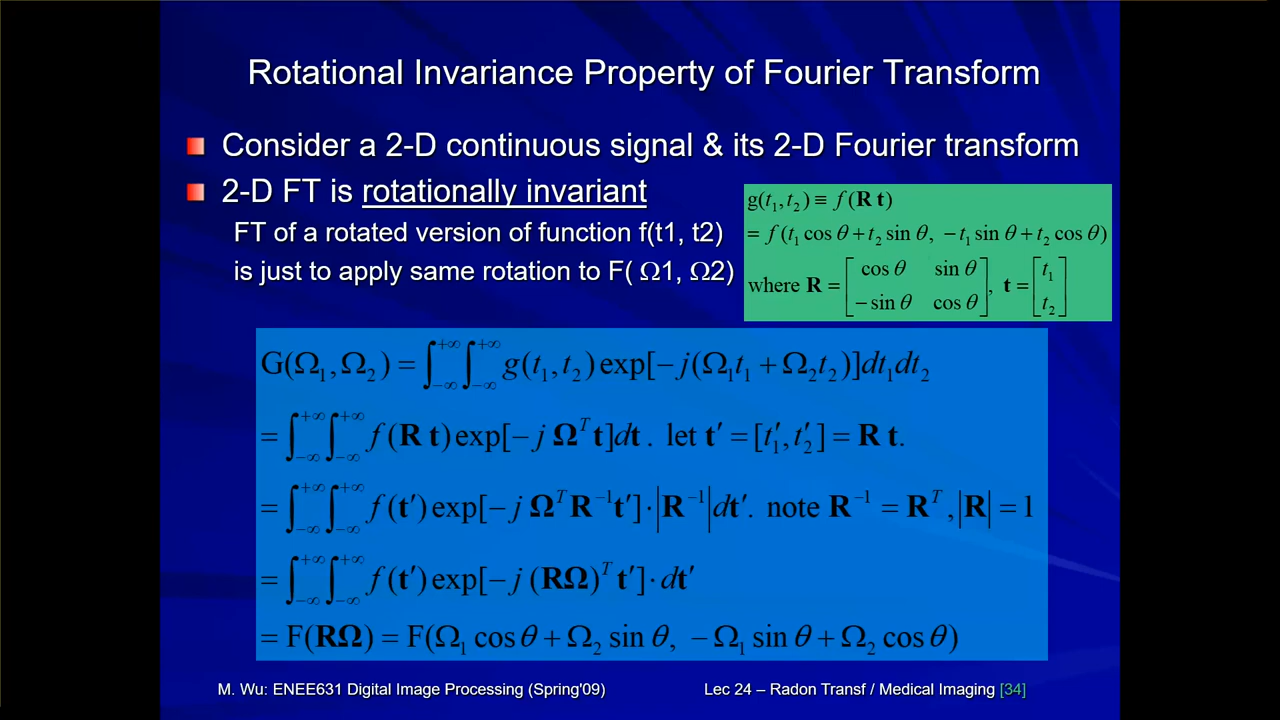 Rotational Invariance Property of Fourier Transform
Consider a 2-D continuous signal & its 2-D Fourier transform
2-D FT is rotationally invariant
FT of a rotated version of function f(t1, t2)
is just to apply same rotation to F( Ω1, Ω2)
g(t₁, t₂) ≡ f(R t)
= f(t₁ cos θ + t₂ sin θ, −t₁ sin θ + t₂ cos θ)
where R = [cos θ sin θ; −sin θ cos θ], t = [t₁; t₂]
G(Ω₁, Ω₂) = ∫_{−∞}^{+∞} ∫_{−∞}^{+∞} g(t₁, t₂) exp[−j(Ω₁t₁ + Ω₂t₂)]dt₁dt₂
= ∫_{−∞}^{+∞} ∫_{−∞}^{+∞} f(R t) exp[−j Ω^T t]dt . let t′ = [t₁′, t₂′] = R t.
= ∫_{−∞}^{+∞} ∫_{−∞}^{+∞} f(t′) exp[−j Ω^T R^{−1} t′] · |R^{−1}| dt′. note R^{−1} = R^T, |R| = 1
= ∫_{−∞}^{+∞} ∫_{−∞}^{+∞} f(t′) exp[−j (RΩ)^T t′] · dt′
= F(RΩ) = F(Ω₁ cos θ + Ω₂ sin θ, −Ω₁ sin θ + Ω₂ cos θ)
M. Wu: ENEE631 Digital Image Processing (Spring'09)
Lec 24 – Radon Transf / Medical Imaging [34]